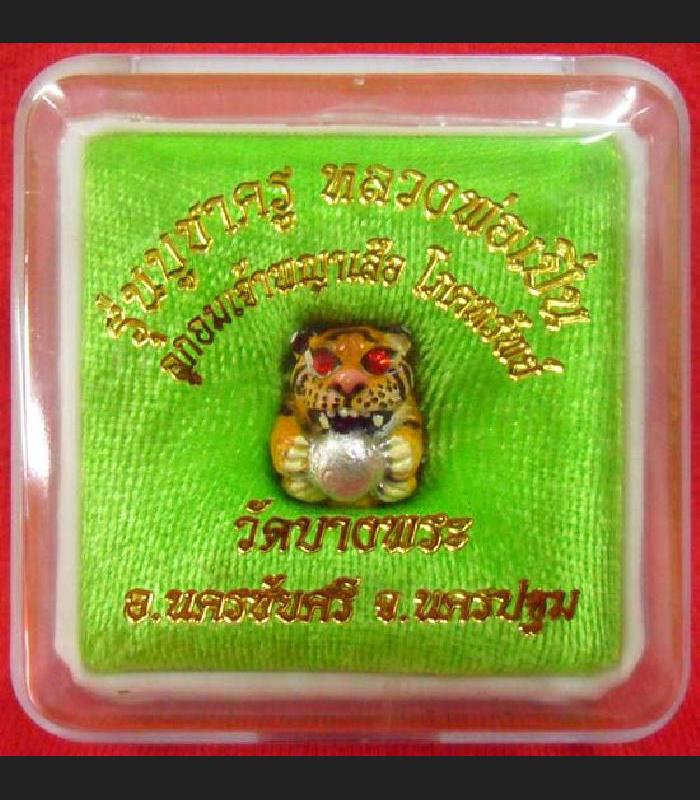 รุ่นบูชาครู หลวงพ่อเปิ่น
ลูกอมเจ้าพญาเสือ โภคทรัพย์
วัดบางพระ
อ.นครชัยศรี จ.นครปฐม